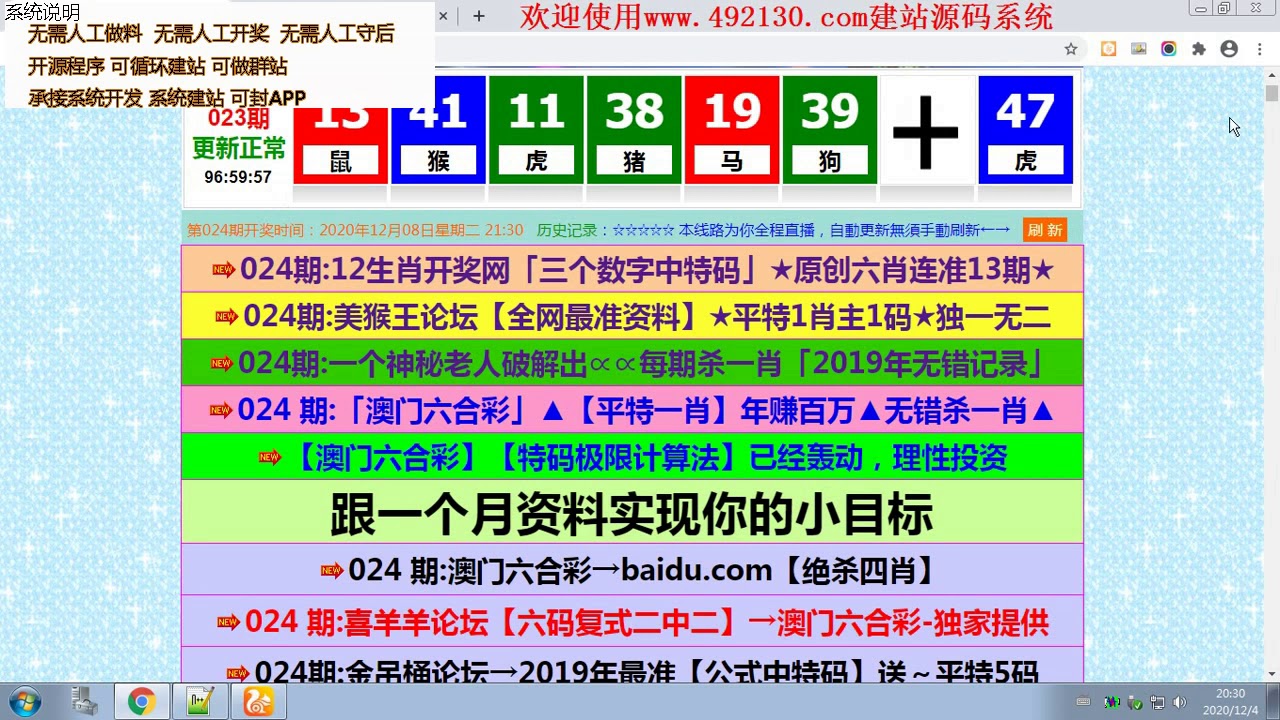 系统说明
欢迎使用www.492130.com建站源码系统
无需人工做料 无需人工开奖 无需人工守后
开源程序 可循环建站 可做群站
承接系统开发 系统建站 可封APP
023期
更新正常
96:59:57
13 41 11 38 19 39 + 47
鼠 猴 虎 猪 马 狗 虎
第024期开奖时间：2020年12月08日星期二 21:30 历史记录：☆☆☆☆☆ 本线路为你全程直播，自動更新無須手動刷新←→ 刷 新
NEW 024期:12生肖开奖网「三个数字中特码」★原创六肖连准13期★
NEW 024期:美猴王论坛【全网最准资料】★平特1肖主1码★独一无二
NEW 024期:一个神秘老人破解出∝∝每期杀一肖「2019年无错记录」
NEW 024 期:「澳门六合彩」▲【平特一肖】年赚百万▲无错杀一肖▲
NEW 【澳门六合彩】【特码极限计算法】已经轰动，理性投资
跟一个月资料实现你的小目标
NEW 024 期:澳门六合彩→baidu.com【绝杀四肖】
NEW 024 期:喜羊羊论坛【六码复式二中二】→澳门六合彩-独家提供
NEW 024期:金吊桶论坛→2019年最准【公式中特码】送～平特5码
20:30
2020/12/4